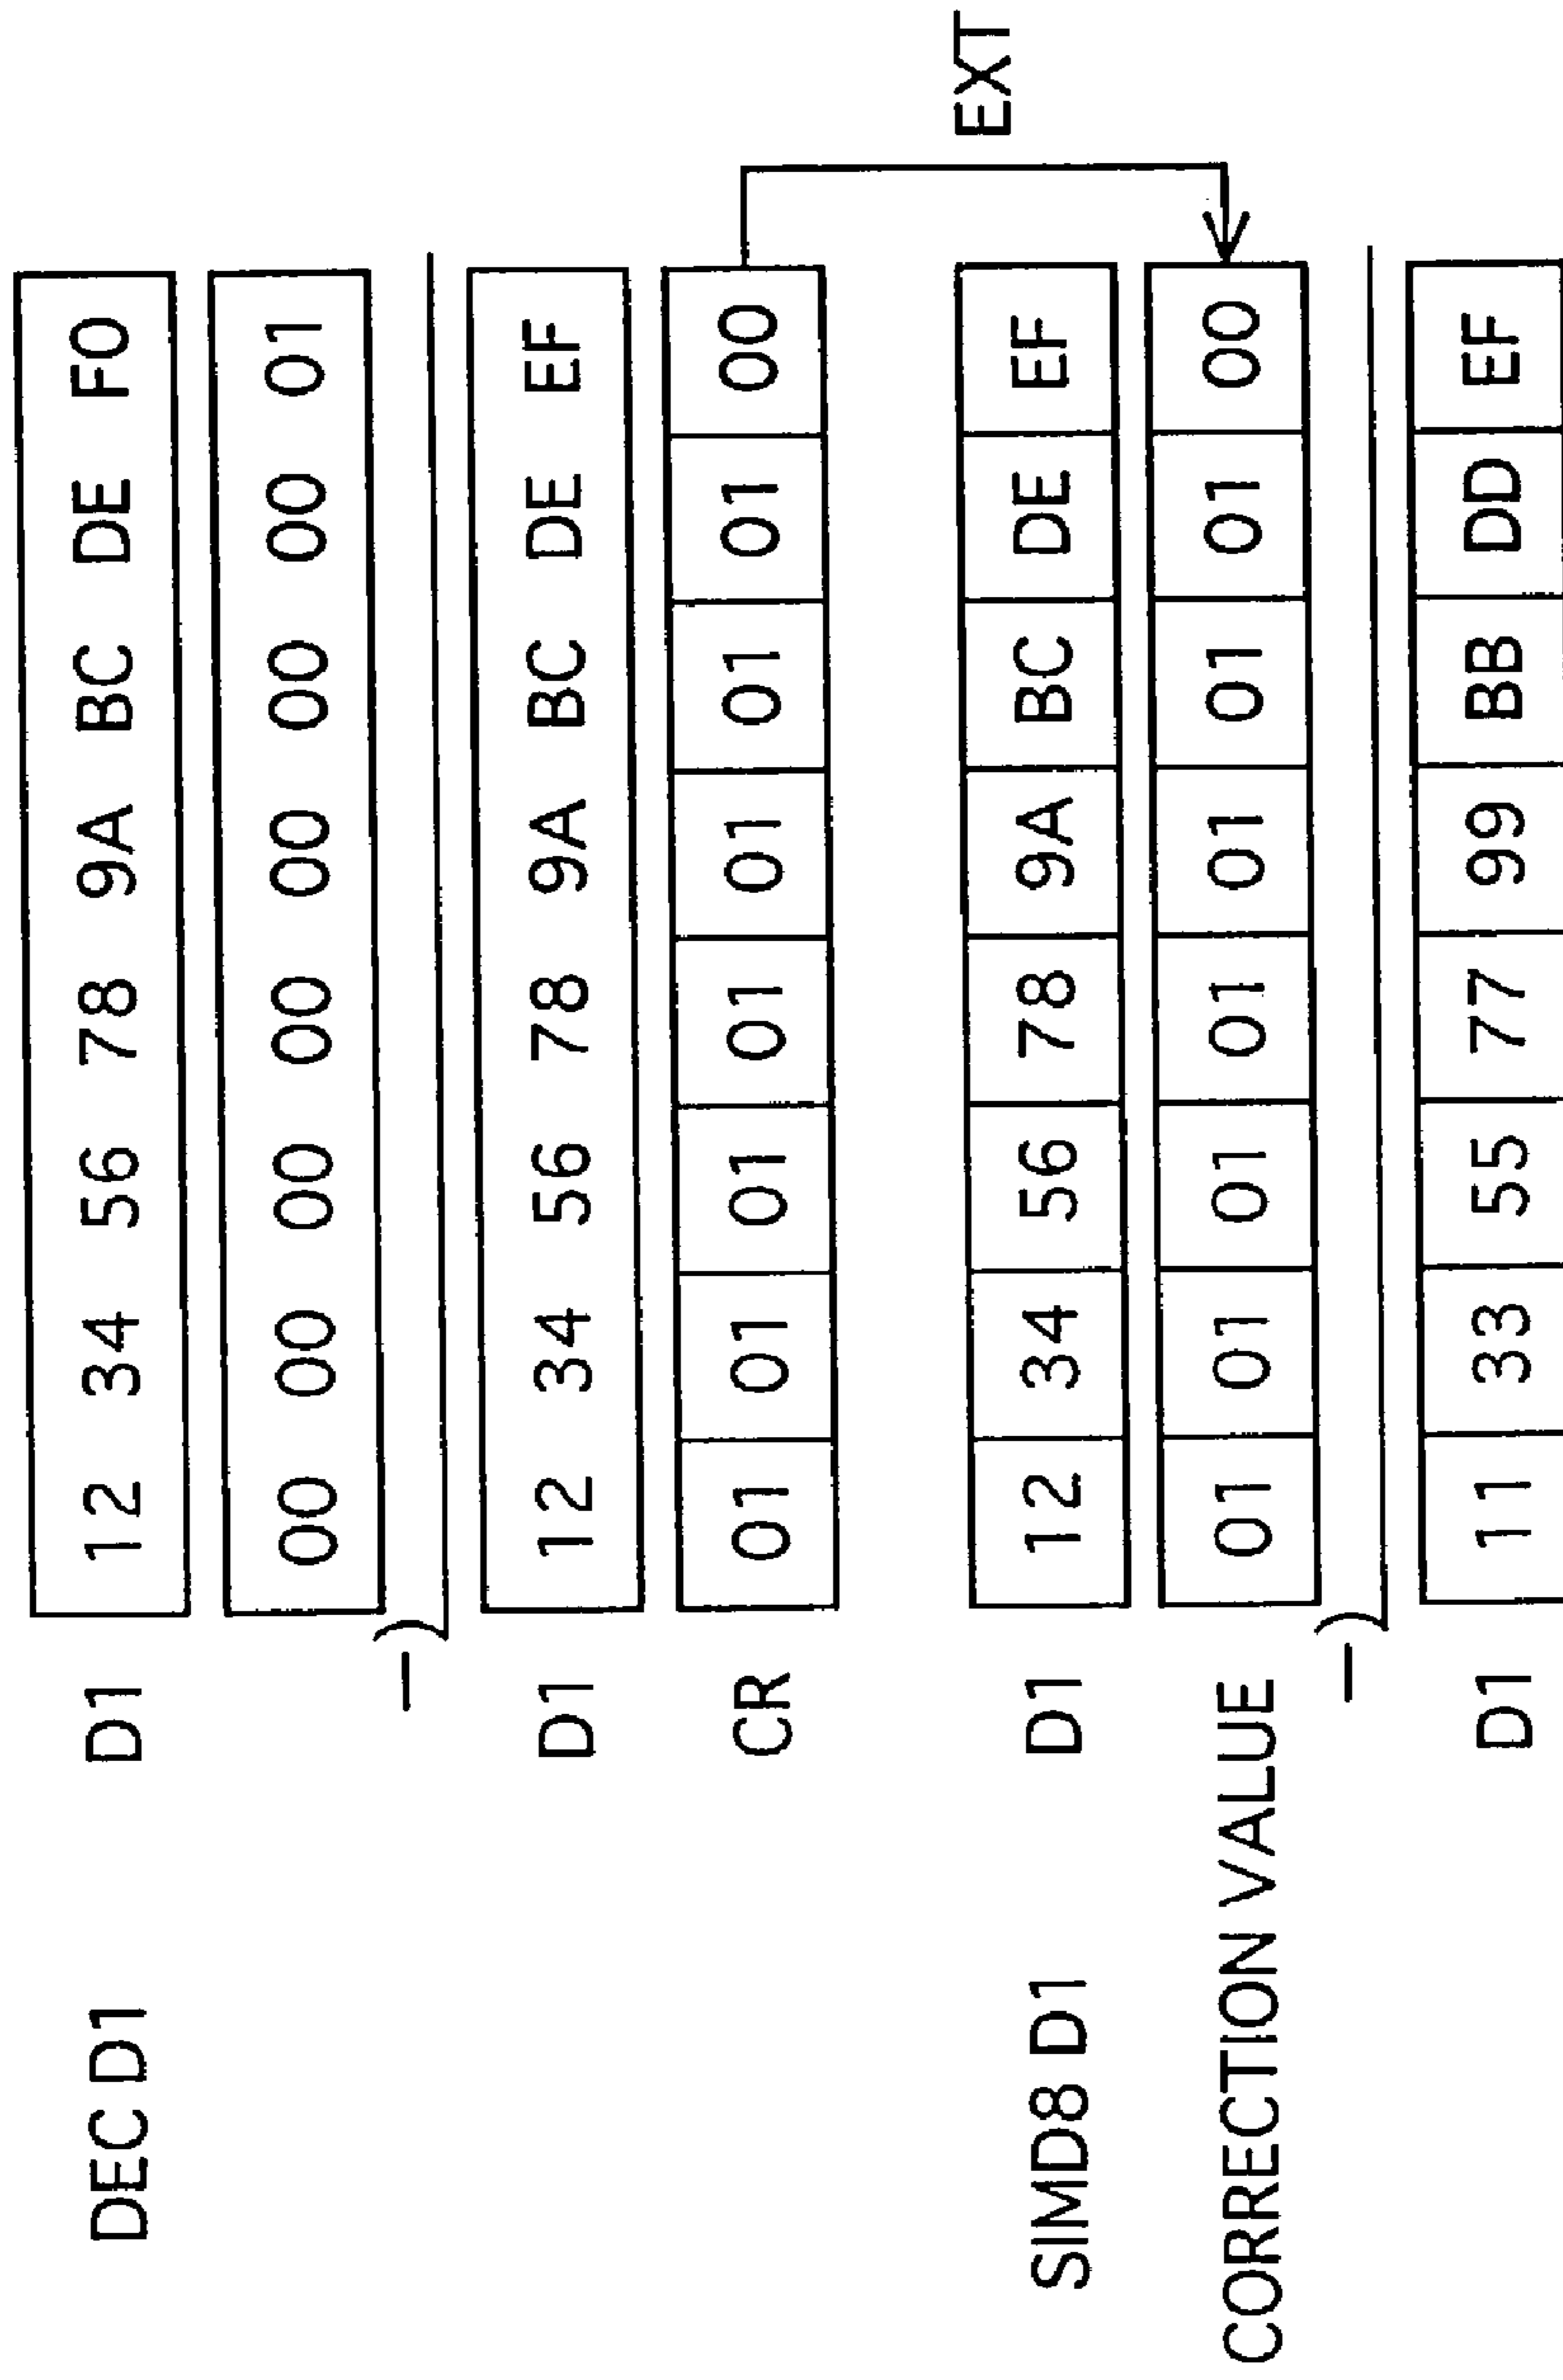 DEC D1 D1 12 34 56 78 9A BC DE F0
00 00 00 00 00 00 00 01
−)
D1 12 34 56 78 9A BC DE EF
CR 01 01 01 01 01 01 01 00
EXT
SIMD8 D1 D1 12 34 56 78 9A BC DE EF
CORRECTION VALUE 01 01 01 01 01 01 01 00
−)
D1 11 33 55 77 99 BB DD EF